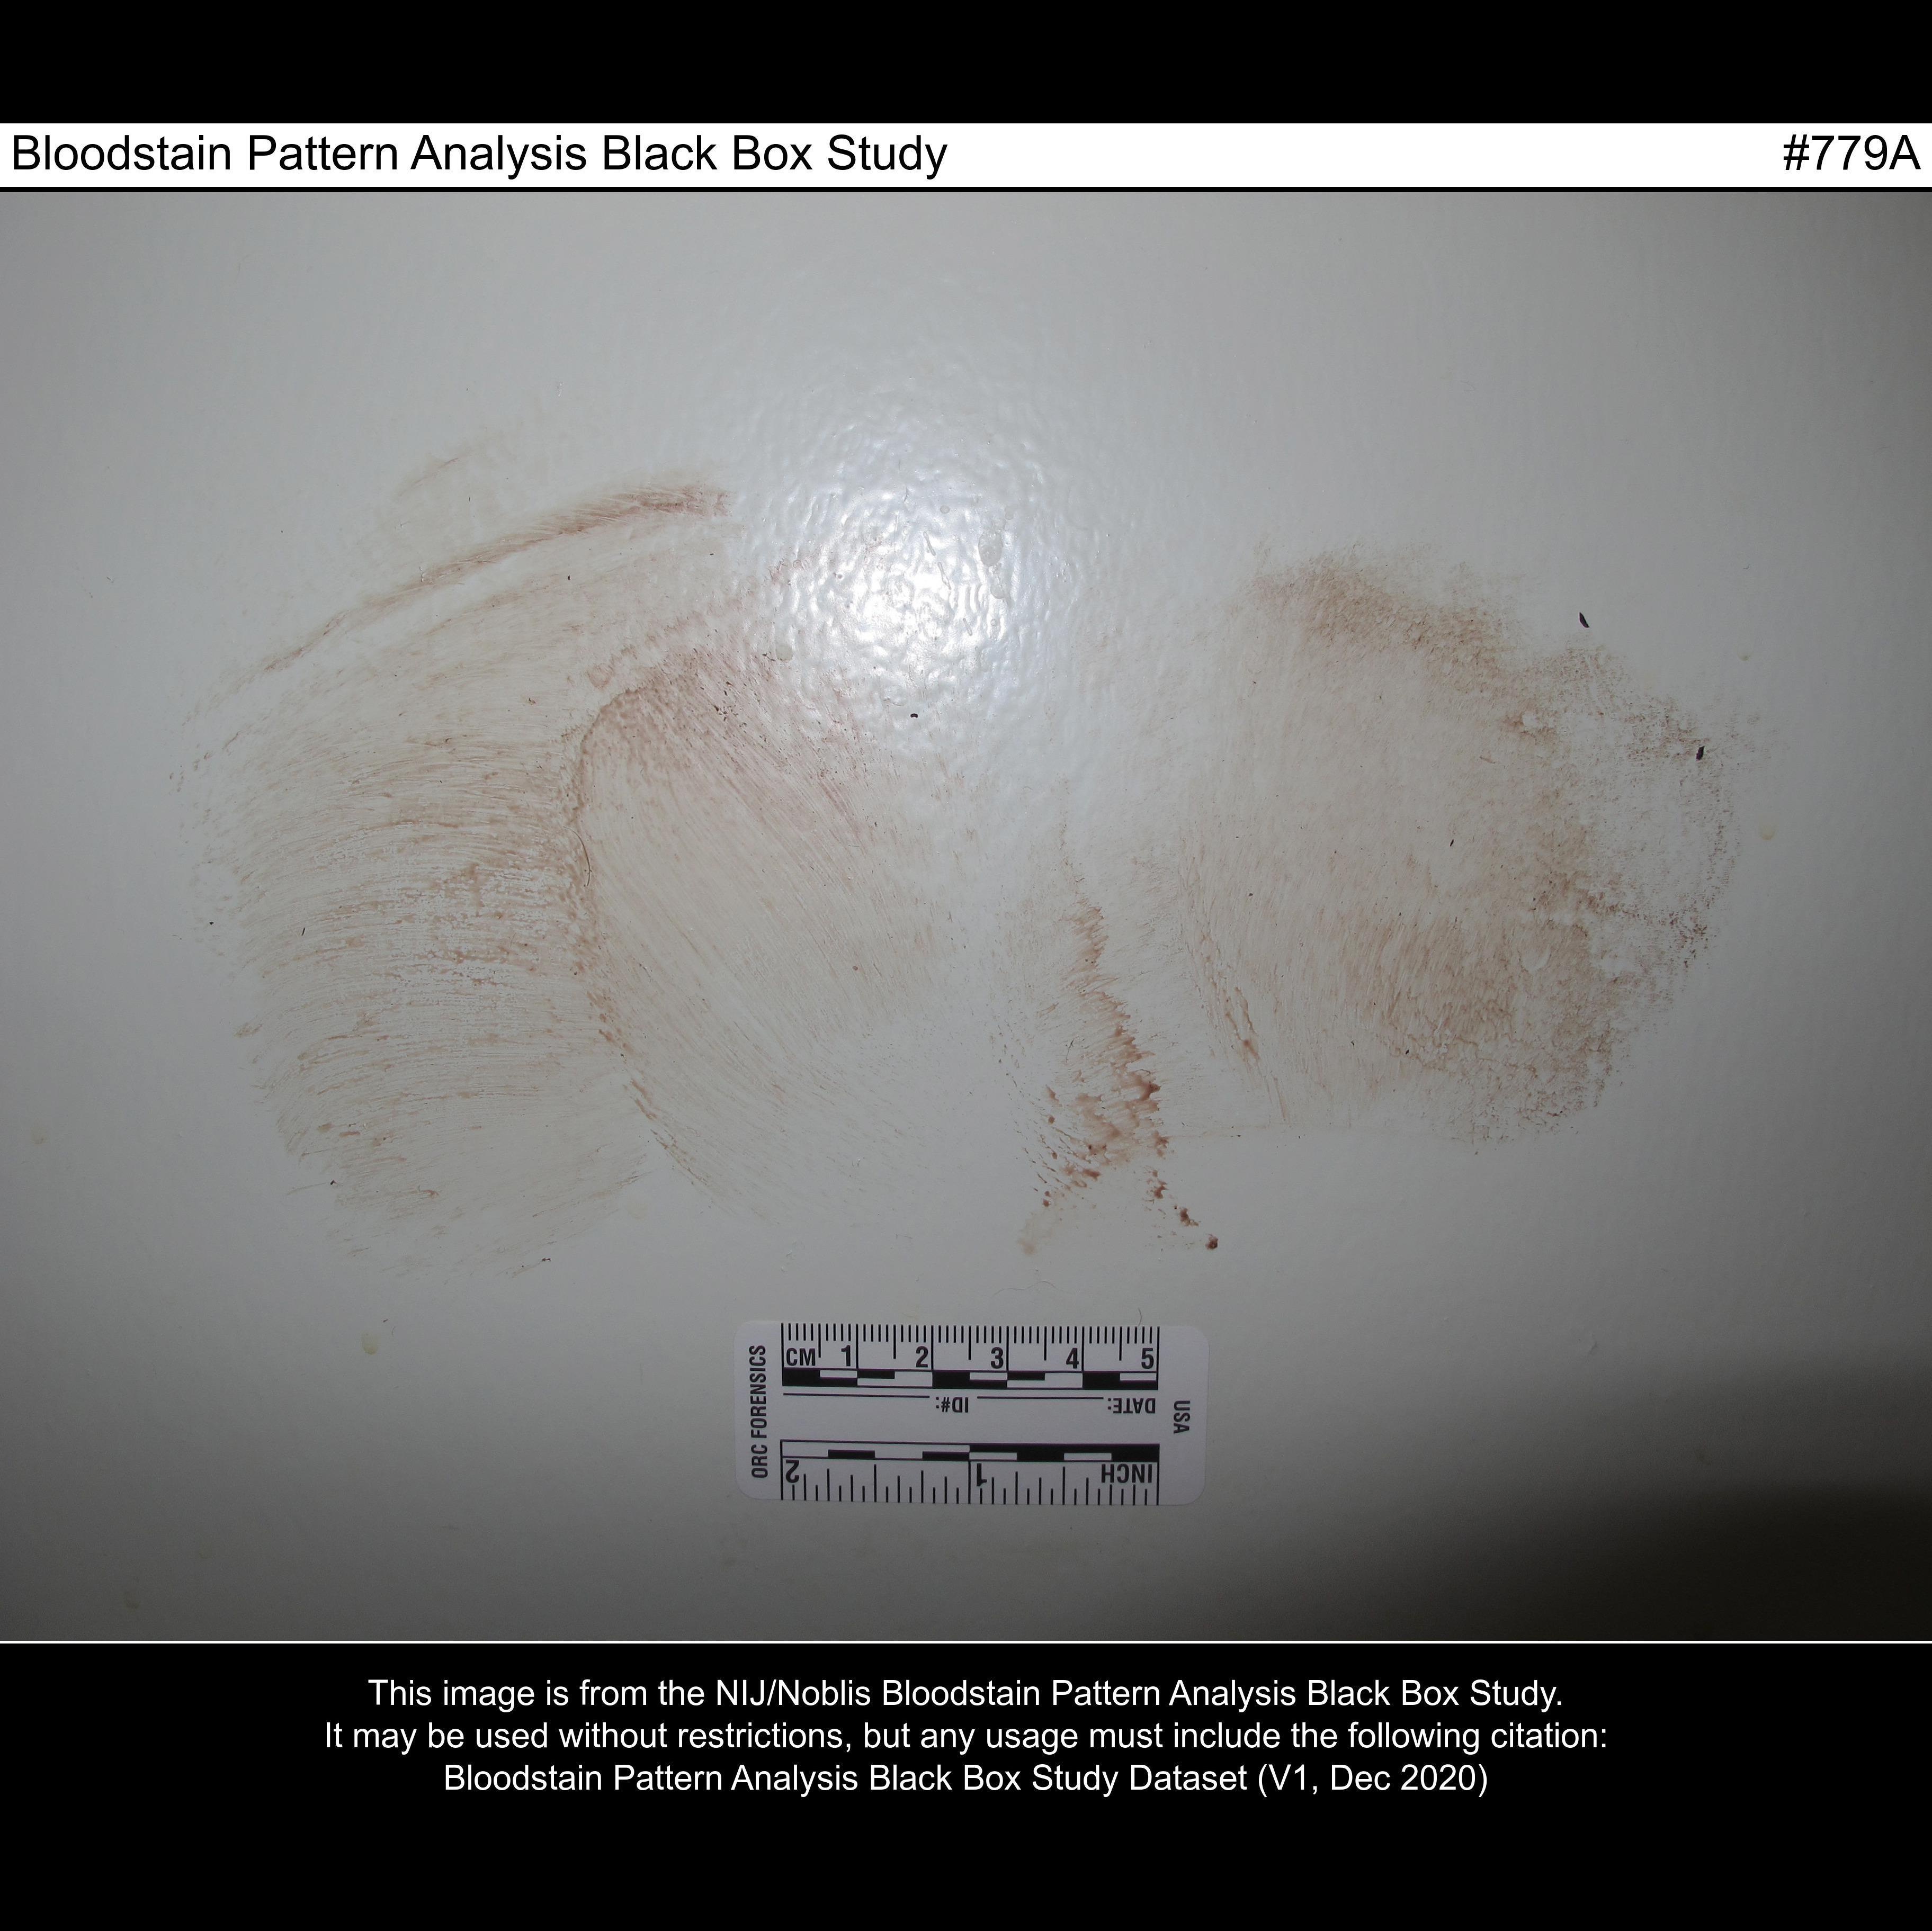 Bloodstain Pattern Analysis Black Box Study #779A
CM 1 2 3 4 5
ORC FORENSICS
USA
DATE: ID#:
INCH 1 2
This image is from the NIJ/Noblis Bloodstain Pattern Analysis Black Box Study.
It may be used without restrictions, but any usage must include the following citation:
Bloodstain Pattern Analysis Black Box Study Dataset (V1, Dec 2020)